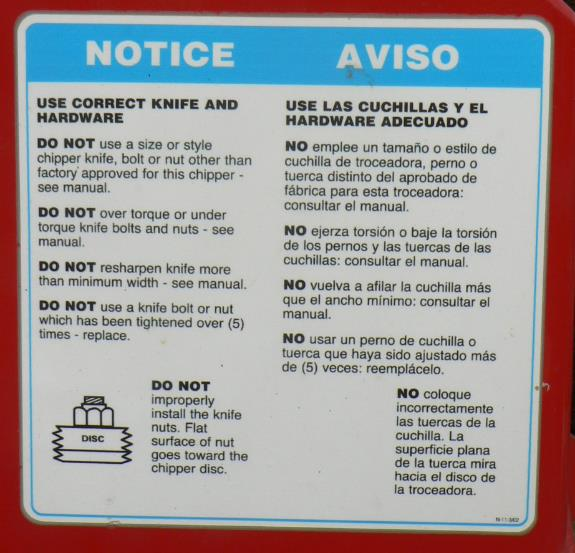 NOTICE
AVISO
USE CORRECT KNIFE AND
HARDWARE
DO NOT use a size or style
chipper knife, bolt or nut other than
factory approved for this chipper -
see manual.
DO NOT over torque or under
torque knife bolts and nuts - see
manual.
DO NOT resharpen knife more
than minimum width - see manual.
DO NOT use a knife bolt or nut
which has been tightened over (5)
times - replace.
DISC
DO NOT
improperly
install the knife
nuts. Flat
surface of nut
goes toward the
chipper disc.
USE LAS CUCHILLAS Y EL
HARDWARE ADECUADO
NO emplee un tamaño o estilo de
cuchilla de troceadora, perno o
tuerca distinto del aprobado de
fábrica para esta troceadora:
consultar el manual.
NO ejerza torsión o baje la torsión
de los pernos y las tuercas de las
cuchillas: consultar el manual.
NO vuelva a afilar la cuchilla más
que el ancho mínimo: consultar el
manual.
NO usar un perno de cuchilla o
tuerca que haya sido ajustado más
de (5) veces: reemplácelo.
NO coloque
incorrectamente
las tuercas de la
cuchilla. La
superficie plana
de la tuerca mira
hacia el disco de
la troceadora.